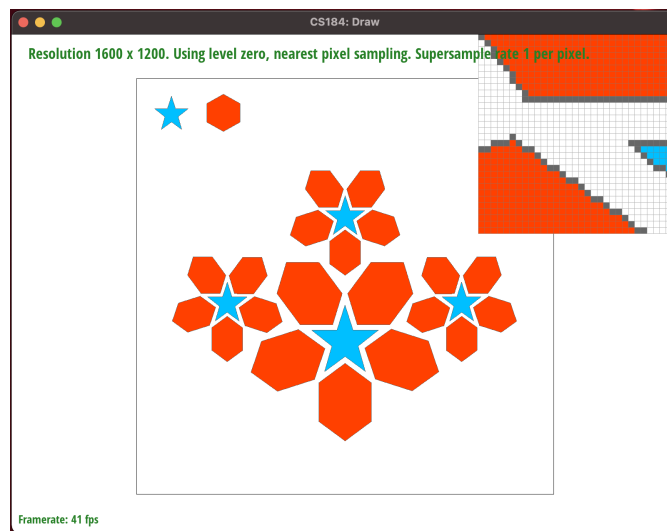 CS184: Draw
Resolution 1600 x 1200. Using level zero, nearest pixel sampling. Supersample rate 1 per pixel.
Framerate: 41 fps